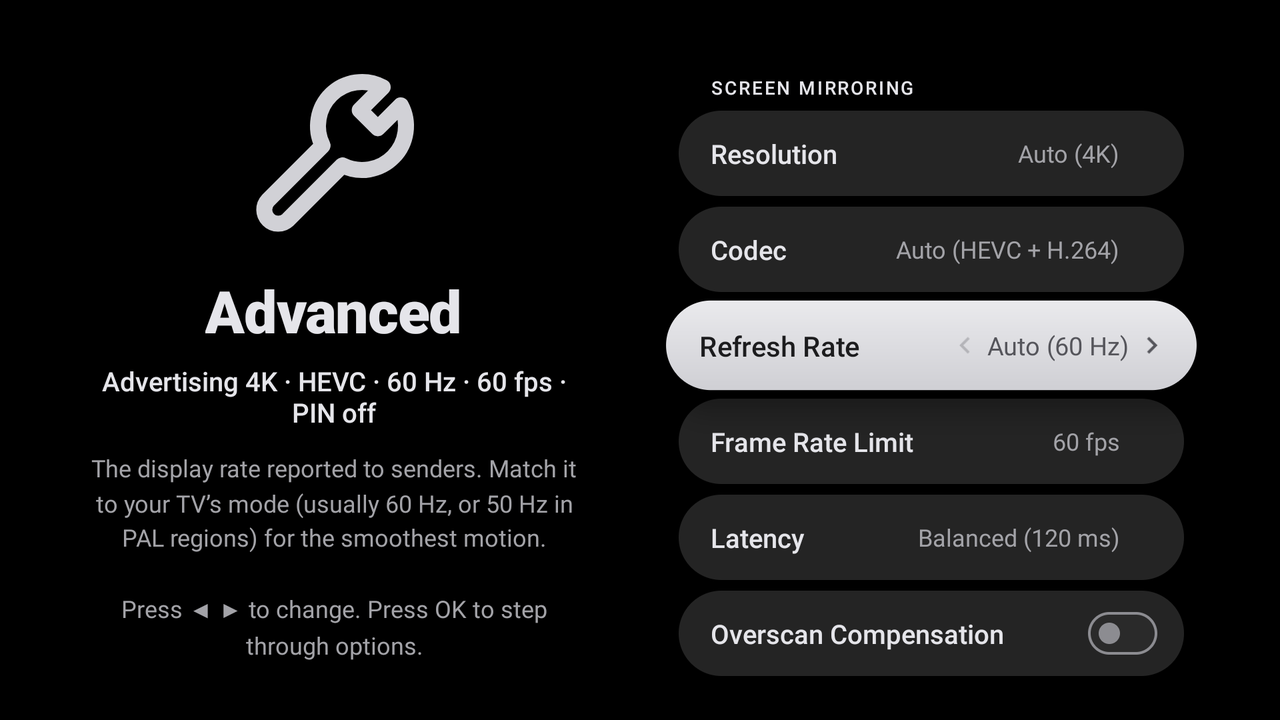 Advanced
Advertising 4K · HEVC · 60 Hz · 60 fps ·
PIN off
The display rate reported to senders. Match it
to your TV’s mode (usually 60 Hz, or 50 Hz in
PAL regions) for the smoothest motion.
Press ◄ ► to change. Press OK to step
through options.
SCREEN MIRRORING
Resolution Auto (4K)
Codec Auto (HEVC + H.264)
Refresh Rate Auto (60 Hz)
Frame Rate Limit 60 fps
Latency Balanced (120 ms)
Overscan Compensation